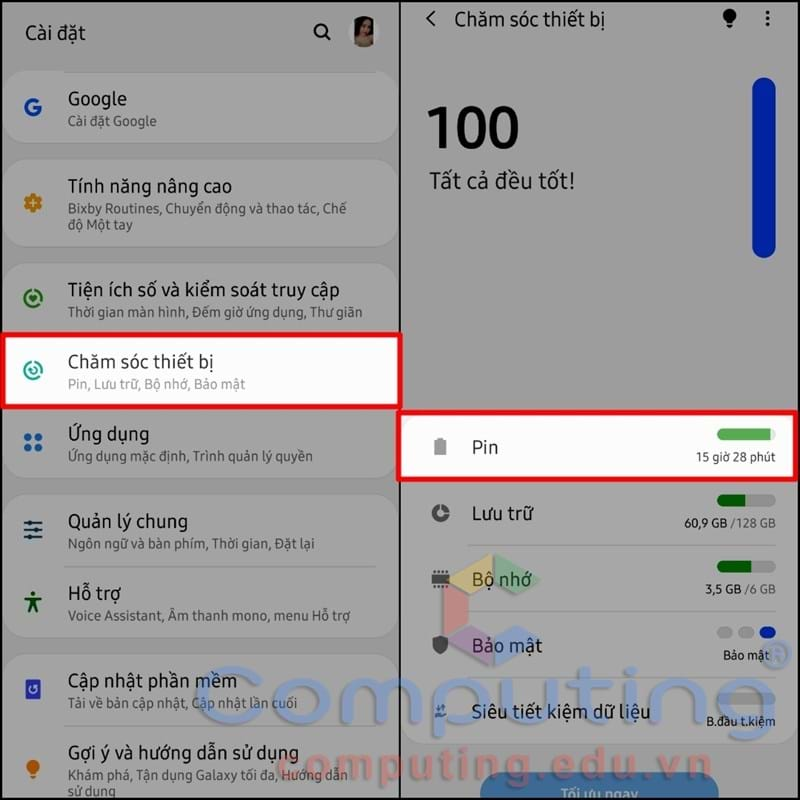 Cài đặt
Google
Cài đặt Google
Tính năng nâng cao
Bixby Routines, Chuyển động và thao tác, Chế
độ Một tay
Tiện ích số và kiểm soát truy cập
Thời gian màn hình, Đếm giờ ứng dụng, Thư giãn
Chăm sóc thiết bị
Pin, Lưu trữ, Bộ nhớ, Bảo mật
Ứng dụng
Ứng dụng mặc định, Trình quản lý quyền
Quản lý chung
Ngôn ngữ và bàn phím, Thời gian, Đặt lại
Hỗ trợ
Voice Assistant, Âm thanh mono, menu Hỗ trợ
Cập nhật phần mềm
Tải về bản cập nhật, Cập nhật lần cuối
Gợi ý và hướng dẫn sử dụng
Khám phá, Tận dụng Galaxy tối đa, Hướng dẫn
sử dụng
Chăm sóc thiết bị
100
Tất cả đều tốt!
Pin
15 giờ 28 phút
Lưu trữ
60,9 GB /128 GB
Bộ nhớ
3,5 GB /6 GB
Bảo mật
Bảo mật
Siêu tiết kiệm dữ liệu
B.đầu t.kiệm
Tối ưu ngay
Computing®
computing.edu.vn